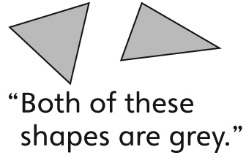 “Both of these
shapes are grey.”